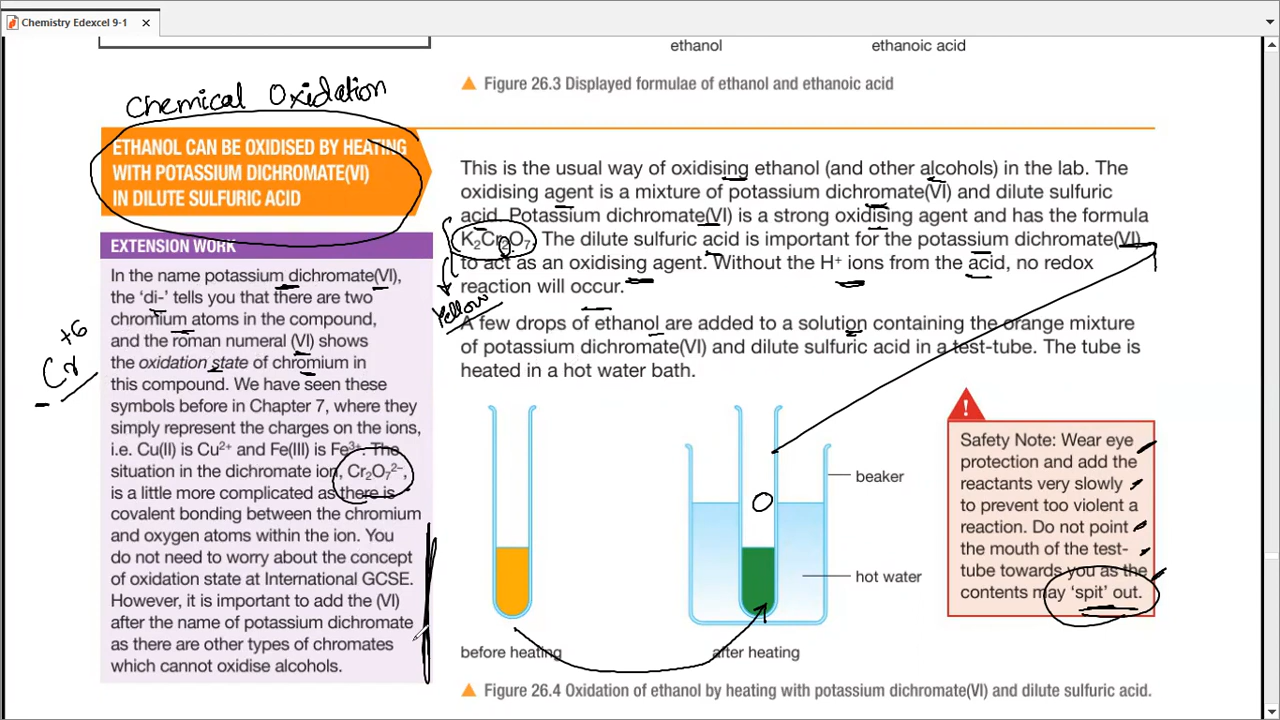 Chemistry Edexcel 9-1
ethanol
ethanoic acid
Figure 26.3 Displayed formulae of ethanol and ethanoic acid
Chemical Oxidation
ETHANOL CAN BE OXIDISED BY HEATING
WITH POTASSIUM DICHROMATE(VI)
IN DILUTE SULFURIC ACID
This is the usual way of oxidising ethanol (and other alcohols) in the lab. The
oxidising agent is a mixture of potassium dichromate(VI) and dilute sulfuric
acid. Potassium dichromate(VI) is a strong oxidising agent and has the formula
K₂Cr₂O₇. The dilute sulfuric acid is important for the potassium dichromate(VI)
to act as an oxidising agent. Without the H⁺ ions from the acid, no redox
reaction will occur.
Yellow
A few drops of ethanol are added to a solution containing the orange mixture
of potassium dichromate(VI) and dilute sulfuric acid in a test-tube. The tube is
heated in a hot water bath.
EXTENSION WORK
In the name potassium dichromate(VI),
the 'di-' tells you that there are two
chromium atoms in the compound,
and the roman numeral (VI) shows
the oxidation state of chromium in
this compound. We have seen these
symbols before in Chapter 7, where they
simply represent the charges on the ions,
i.e. Cu(II) is Cu²⁺ and Fe(III) is Fe³⁺. The
situation in the dichromate ion, Cr₂O₇²⁻,
is a little more complicated as there is
covalent bonding between the chromium
and oxygen atoms within the ion. You
do not need to worry about the concept
of oxidation state at International GCSE.
However, it is important to add the (VI)
after the name of potassium dichromate
as there are other types of chromates
which cannot oxidise alcohols.
+6
Cr
beaker
hot water
before heating
after heating
!
Safety Note: Wear eye
protection and add the
reactants very slowly
to prevent too violent a
reaction. Do not point
the mouth of the test-
tube towards you as the
contents may 'spit' out.
Figure 26.4 Oxidation of ethanol by heating with potassium dichromate(VI) and dilute sulfuric acid.